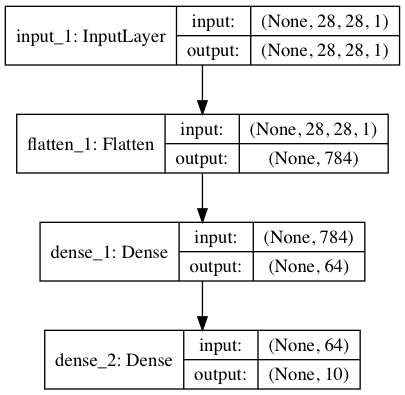 input_1: InputLayer
input: (None, 28, 28, 1)
output: (None, 28, 28, 1)
flatten_1: Flatten
input: (None, 28, 28, 1)
output: (None, 784)
dense_1: Dense
input: (None, 784)
output: (None, 64)
dense_2: Dense
input: (None, 64)
output: (None, 10)